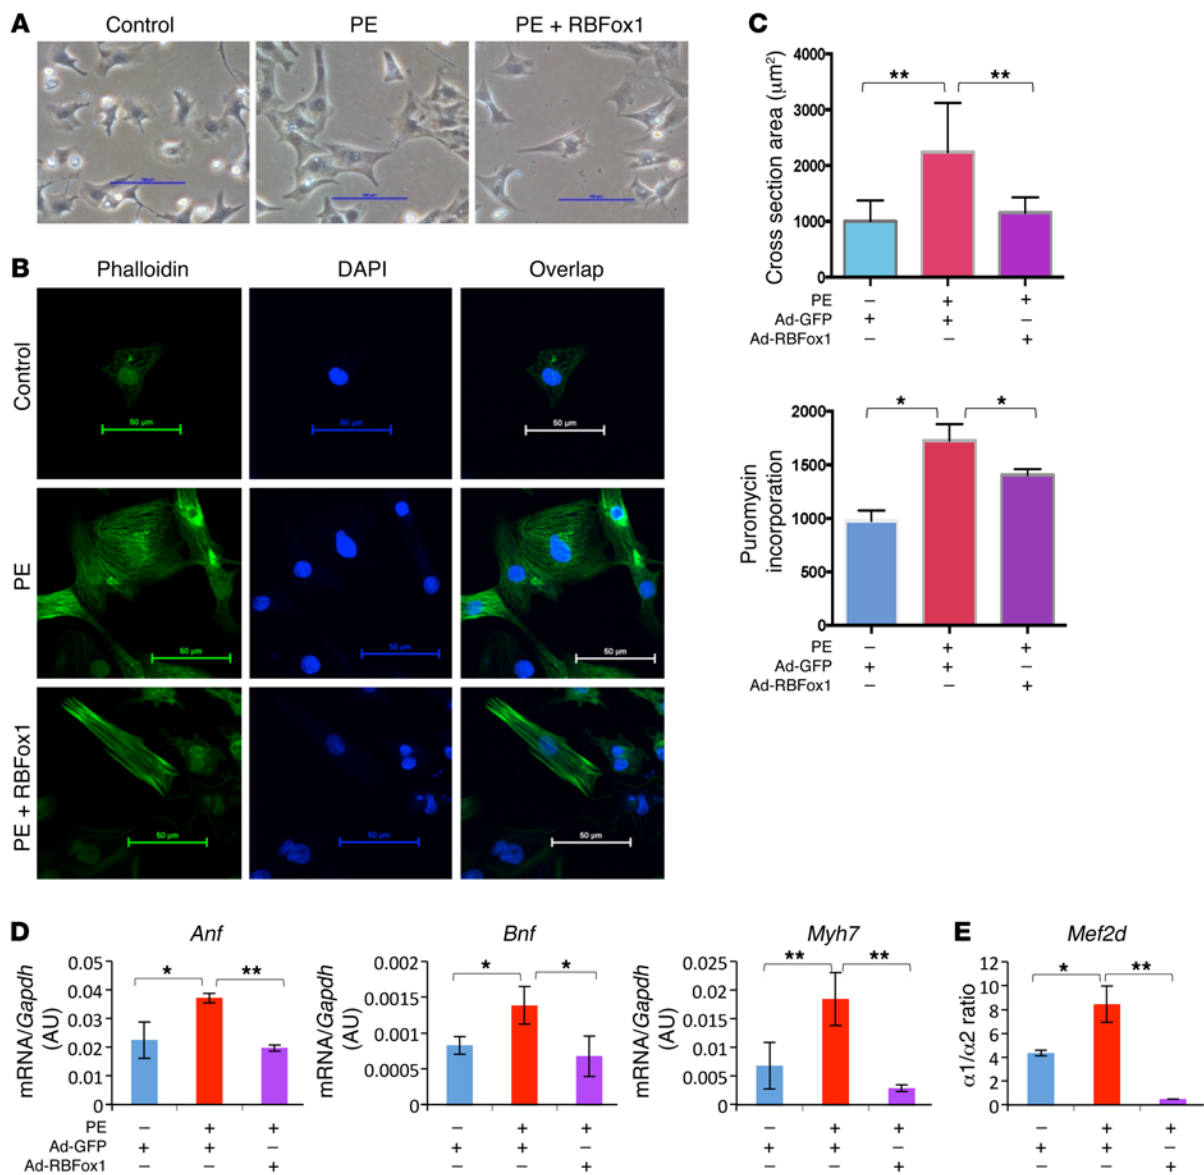 A
Control PE PE + RBFox1
B
Phalloidin DAPI Overlap
Control
50 µm 50 µm 50 µm
PE
50 µm 50 µm 50 µm
PE + RBFox1
50 µm 50 µm 50 µm
C
Cross section area (µm²)
4000
3000
2000
1000
0
** **
PE – + +
Ad-GFP + + –
Ad-RBFox1 – – +
Puromycin
incorporation
2000
1500
1000
500
0
* *
PE – + +
Ad-GFP + + –
Ad-RBFox1 – – +
D
Anf
mRNA/Gapdh
(AU)
0.05
0.04
0.03
0.02
0.01
0
* **
Bnf
mRNA/Gapdh
(AU)
0.002
0.0015
0.001
0.0005
0
* *
Myh7
mRNA/Gapdh
(AU)
0.025
0.02
0.015
0.01
0.005
0
** **
E
Mef2d
α1/α2 ratio
12
10
8
6
4
2
0
* **
PE – + + – + + – + + – + +
Ad-GFP + + – + + – + + – + + –
Ad-RBFox1 – – + – – + – – + – – +